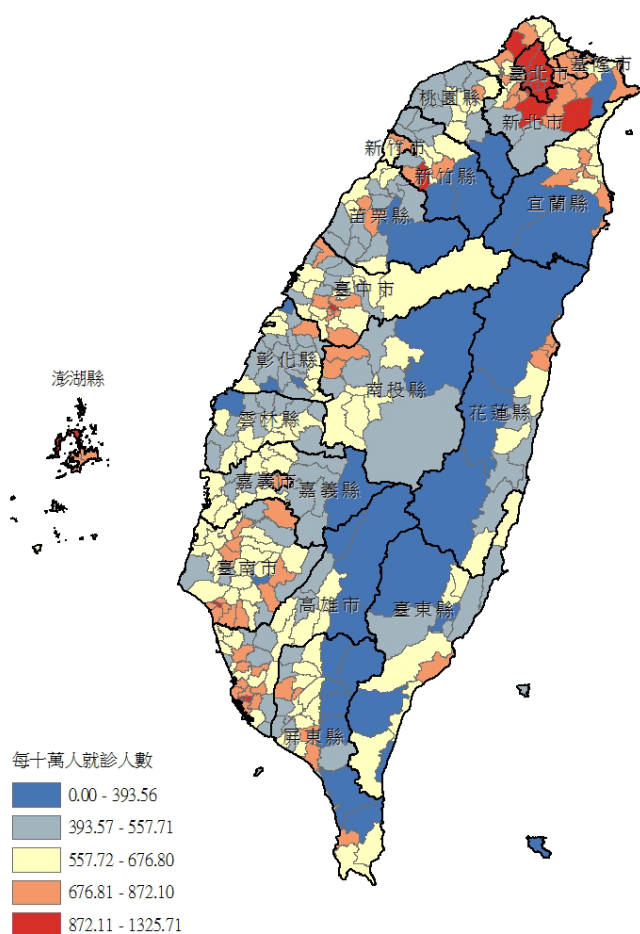 基隆市
臺北市
桃園縣
新北市
新竹市
新竹縣
宜蘭縣
苗栗縣
臺中市
彰化縣
澎湖縣
南投縣
花蓮縣
雲林縣
嘉義市
嘉義縣
臺南市
高雄市
臺東縣
屏東縣
每十萬人就診人數
0.00 - 393.56
393.57 - 557.71
557.72 - 676.80
676.81 - 872.10
872.11 - 1325.71